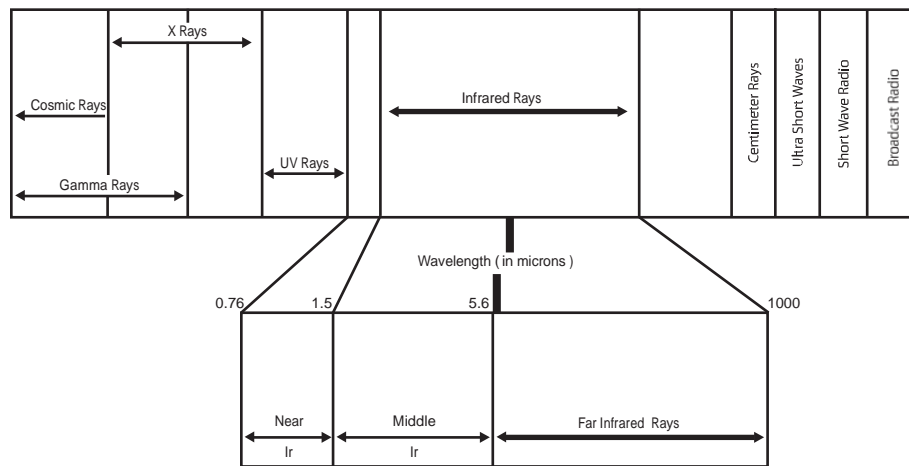 X Rays
Cosmic Rays
Infrared Rays
UV Rays
Gamma Rays
Centimeter Rays
Ultra Short Waves
Short Wave Radio
Broadcast Radio
Wavelength ( in microns )
0.76
1.5
5.6
1000
Near
Ir
Middle
Ir
Far Infrared Rays